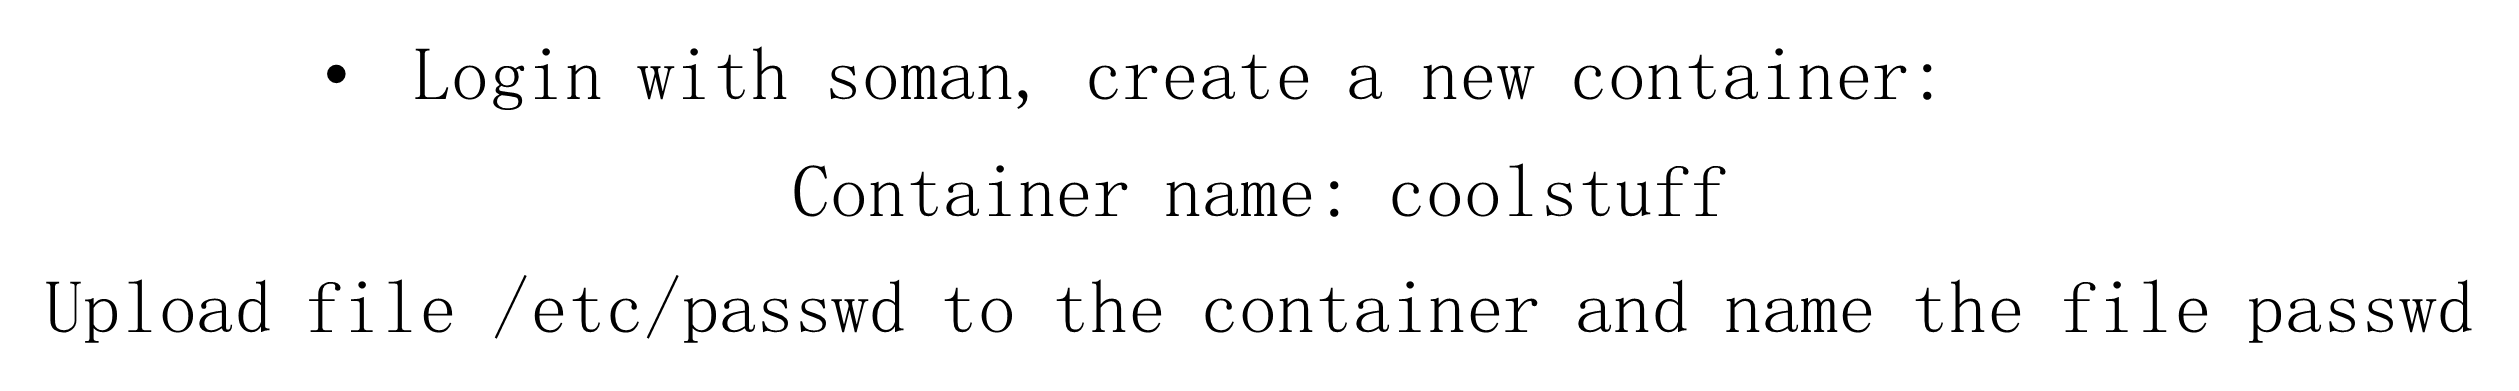 • Login with soman, create a new container:
Container name: coolstuff
Upload file /etc/passwd to the container and name the file passwd